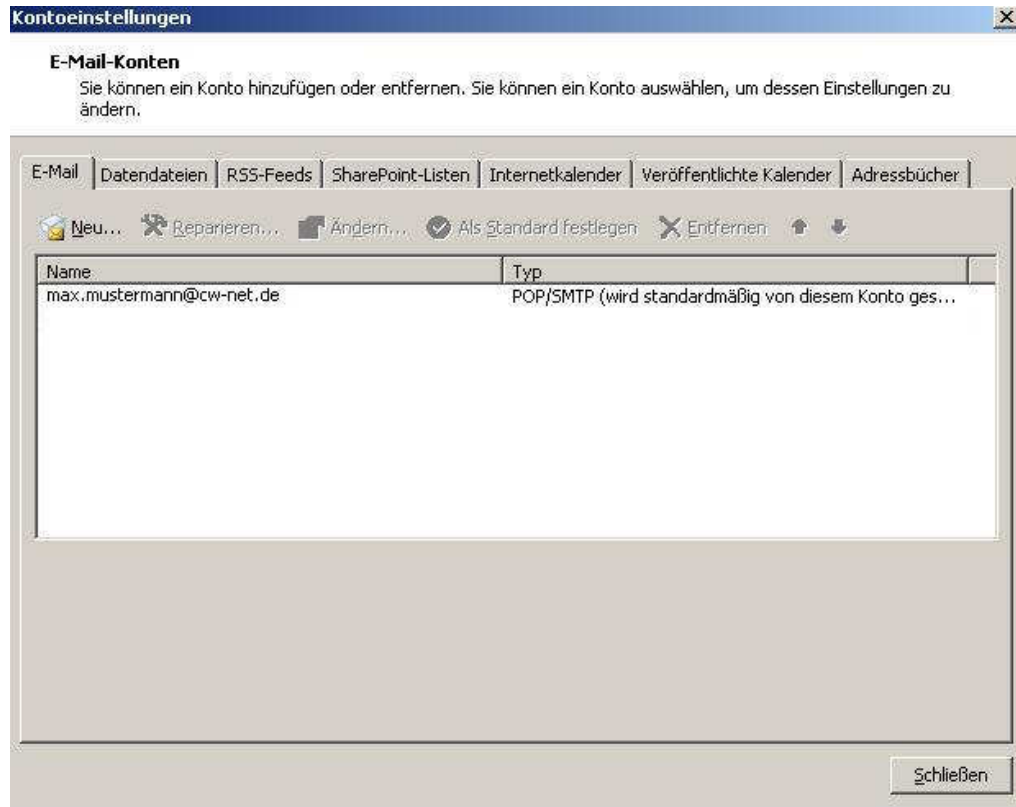 Kontoeinstellungen
E-Mail-Konten
Sie können ein Konto hinzufügen oder entfernen. Sie können ein Konto auswählen, um dessen Einstellungen zu
ändern.
E-Mail Datendateien RSS-Feeds SharePoint-Listen Internetkalender Veröffentlichte Kalender Adressbücher
Neu... Reparieren... Ändern... Als Standard festlegen Entfernen
Name Typ
max.mustermann@cw-net.de POP/SMTP (wird standardmäßig von diesem Konto ges...
Schließen